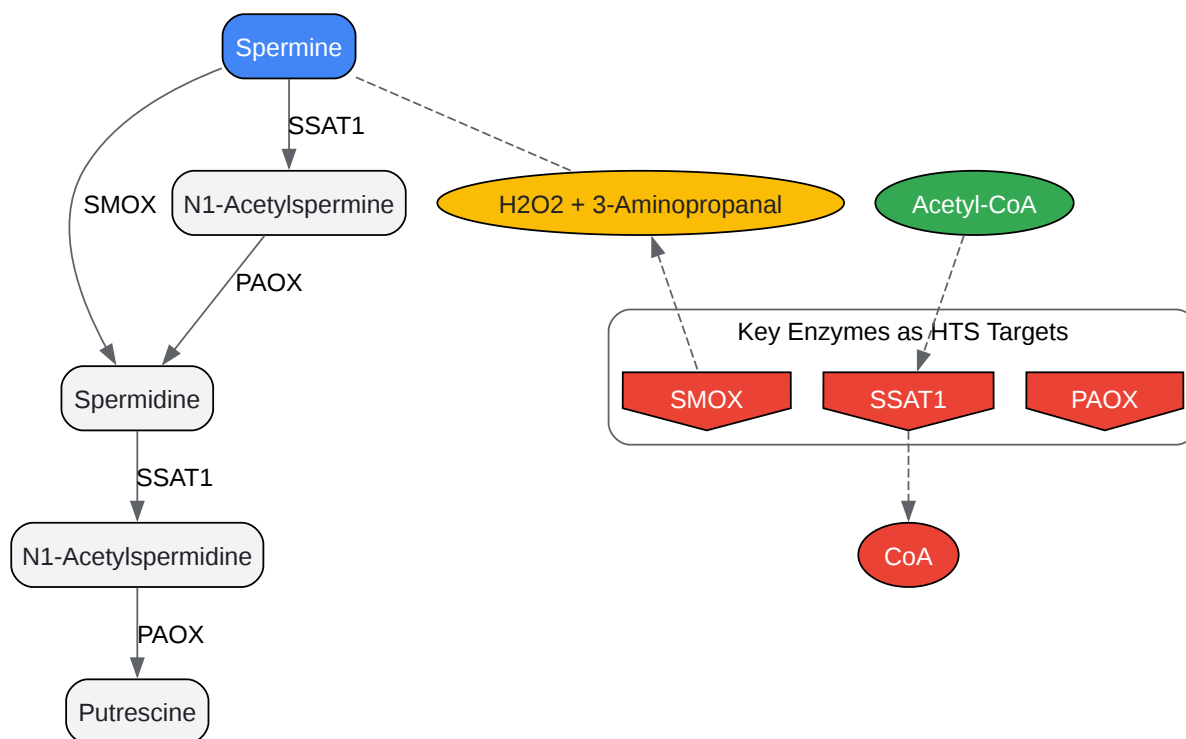 Spermine
SSAT1
SMOX
N1-Acetylspermine
H2O2 + 3-Aminopropanal
Acetyl-CoA
PAOX
Key Enzymes as HTS Targets
Spermidine
SMOX
SSAT1
PAOX
SSAT1
N1-Acetylspermidine
CoA
PAOX
Putrescine